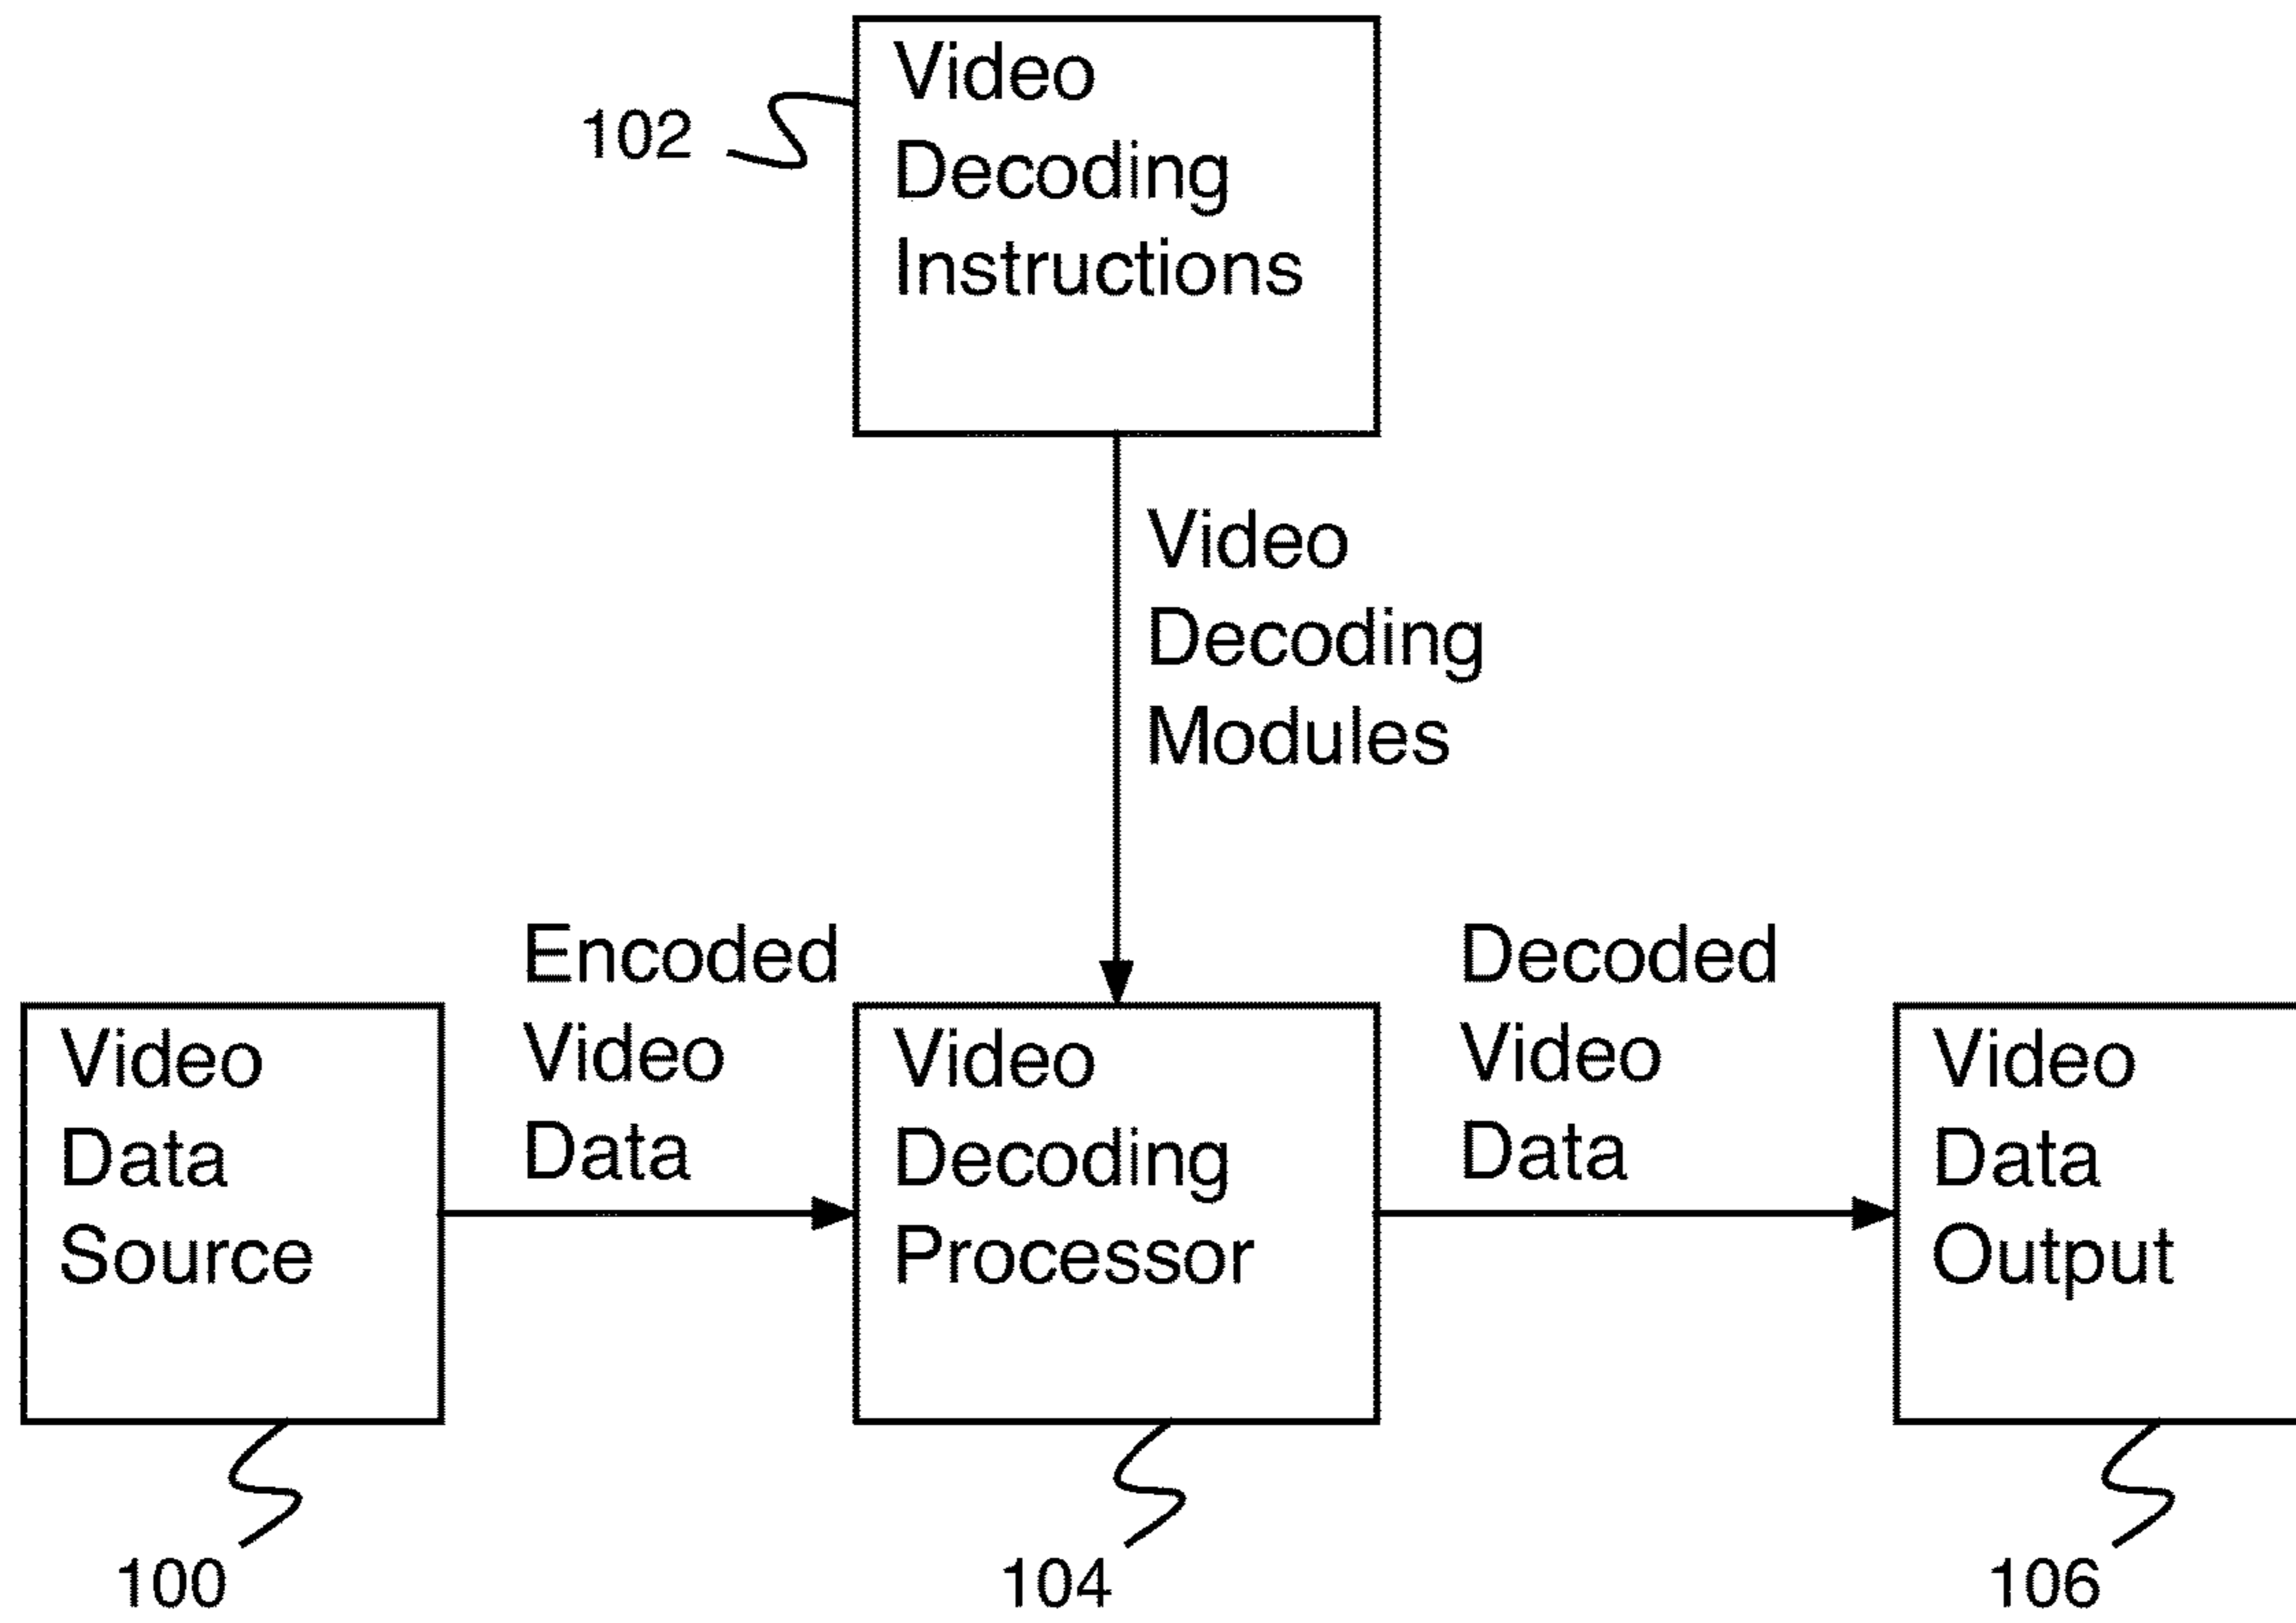 Video
Decoding
Instructions
102
Video
Decoding
Modules
Encoded
Video
Data
Decoded
Video
Data
Video
Data
Source
Video
Decoding
Processor
Video
Data
Output
100
104
106